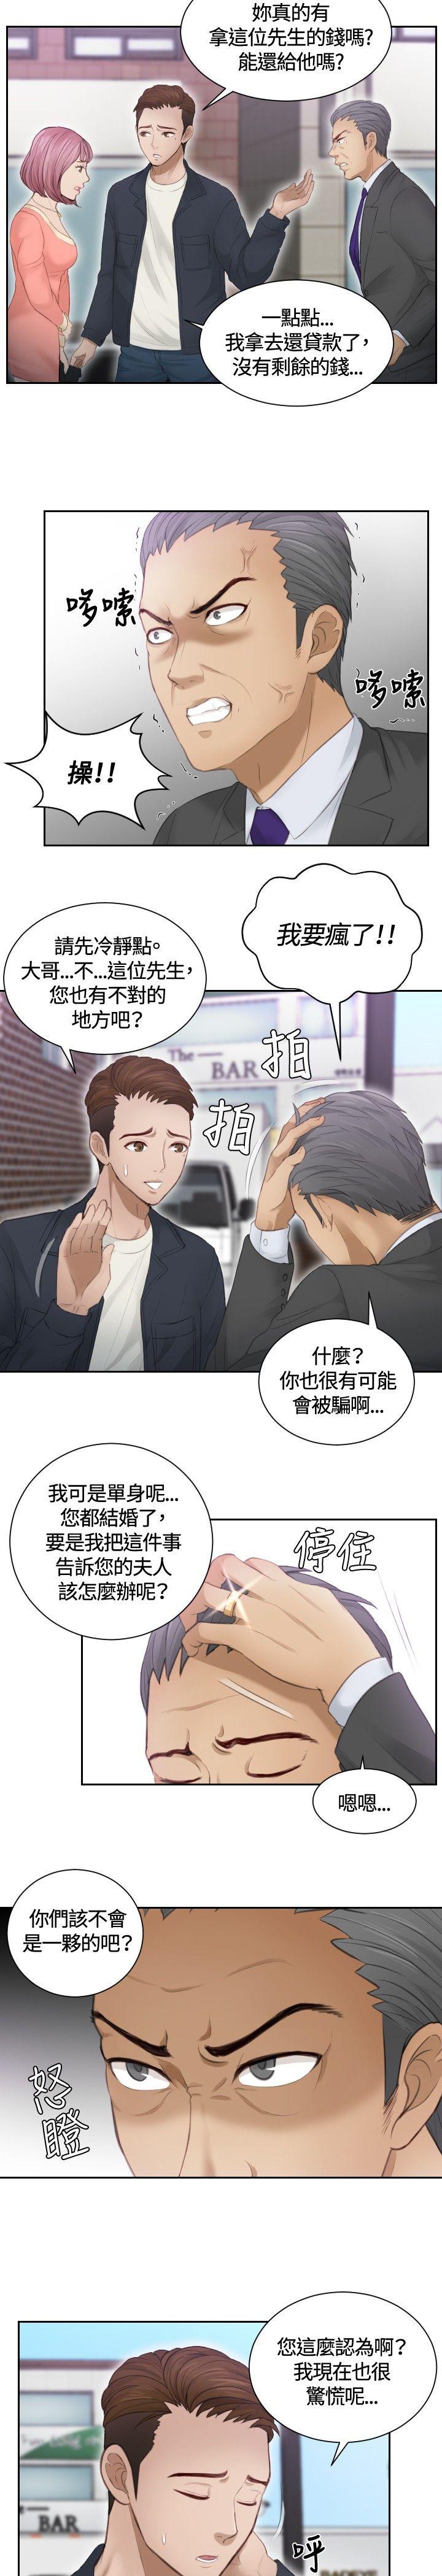 妳真的有
拿這位先生的錢嗎?
能還給他嗎?
一點點...
我拿去還貸款了,
沒有剩餘的錢...
哆嗦
哆嗦
操!!
我要瘋了!!
請先冷靜點。
大哥...不...這位先生,
您也有不對的
地方吧?
The
BAR
拍
拍
什麼?
你也很有可能
會被騙啊...
我可是單身呢...
您都結婚了,
要是我把這件事
告訴您的夫人
該怎麼辦呢?
停住
嗯嗯...
你們該不會
是一夥的吧?
怒瞪
您這麼認為啊?
我現在也很
驚慌呢...
BAR
呼